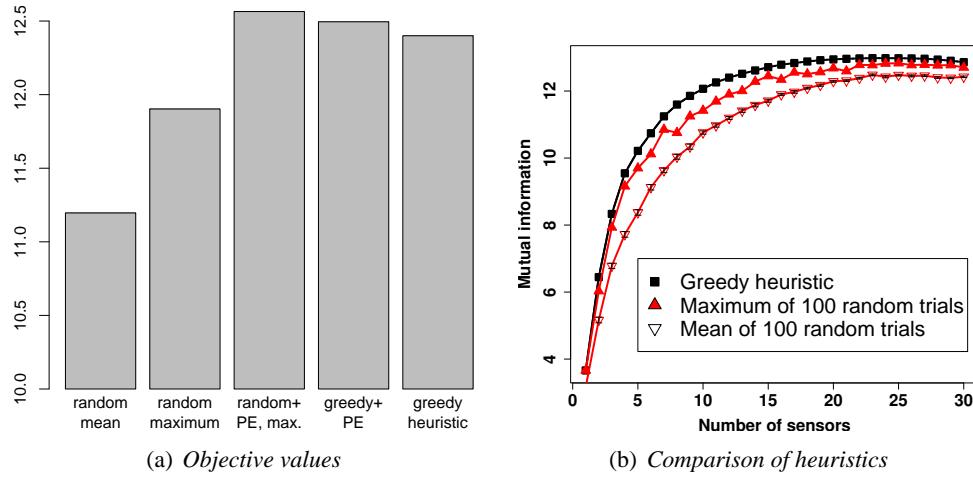 12.5
12.0
11.5
11.0
10.5
10.0
random mean
random maximum
random+ PE, max.
greedy+ PE
greedy heuristic
(a) Objective values
Mutual information
12
10
8
6
4
Greedy heuristic
Maximum of 100 random trials
Mean of 100 random trials
0 5 10 15 20 25 30
Number of sensors
(b) Comparison of heuristics